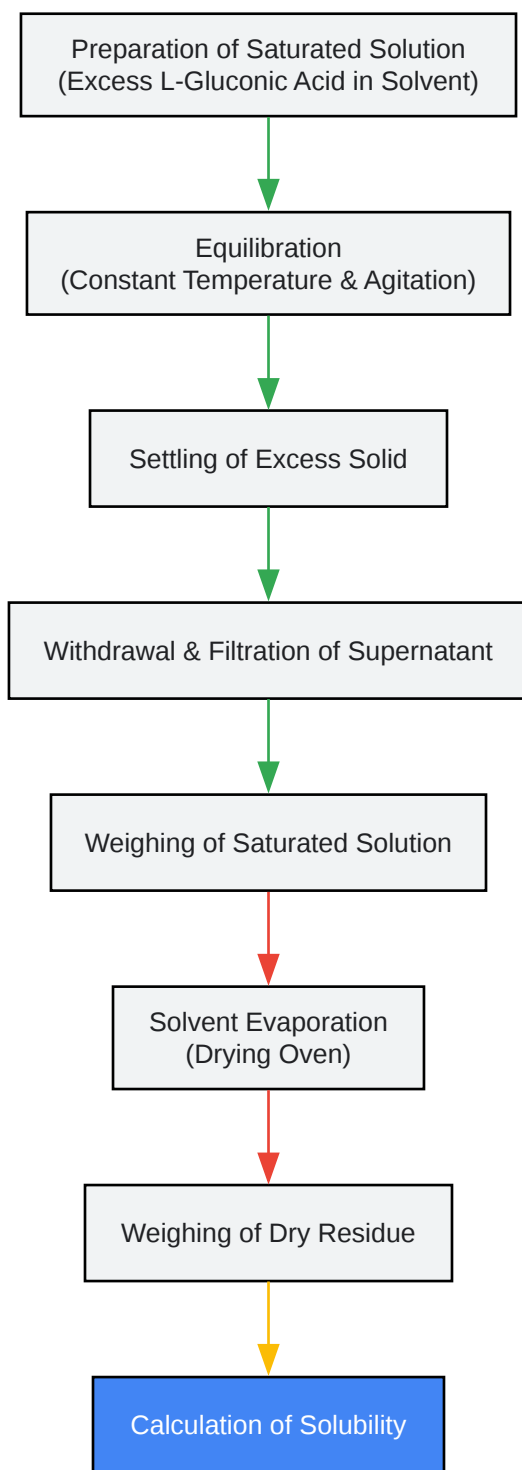 Preparation of Saturated Solution
(Excess L-Gluconic Acid in Solvent)
Equilibration
(Constant Temperature & Agitation)
Settling of Excess Solid
Withdrawal & Filtration of Supernatant
Weighing of Saturated Solution
Solvent Evaporation
(Drying Oven)
Weighing of Dry Residue
Calculation of Solubility